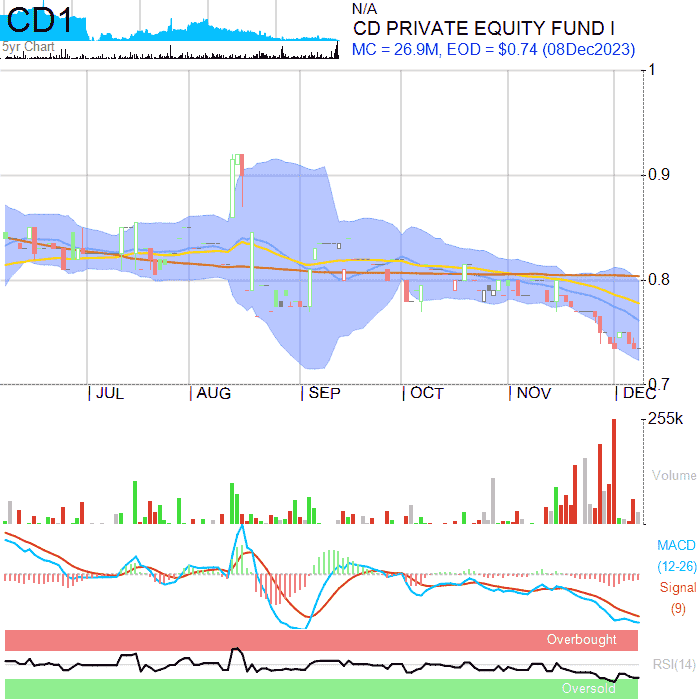 CD1
N/A
CD PRIVATE EQUITY FUND I
5yr Chart
MC = 26.9M, EOD = $0.74 (08Dec2023)
1
0.9
0.8
0.7
JUL
AUG
SEP
OCT
NOV
DEC
255k
Volume
MACD
(12-26)
Signal
(9)
Overbought
RSI(14)
Oversold